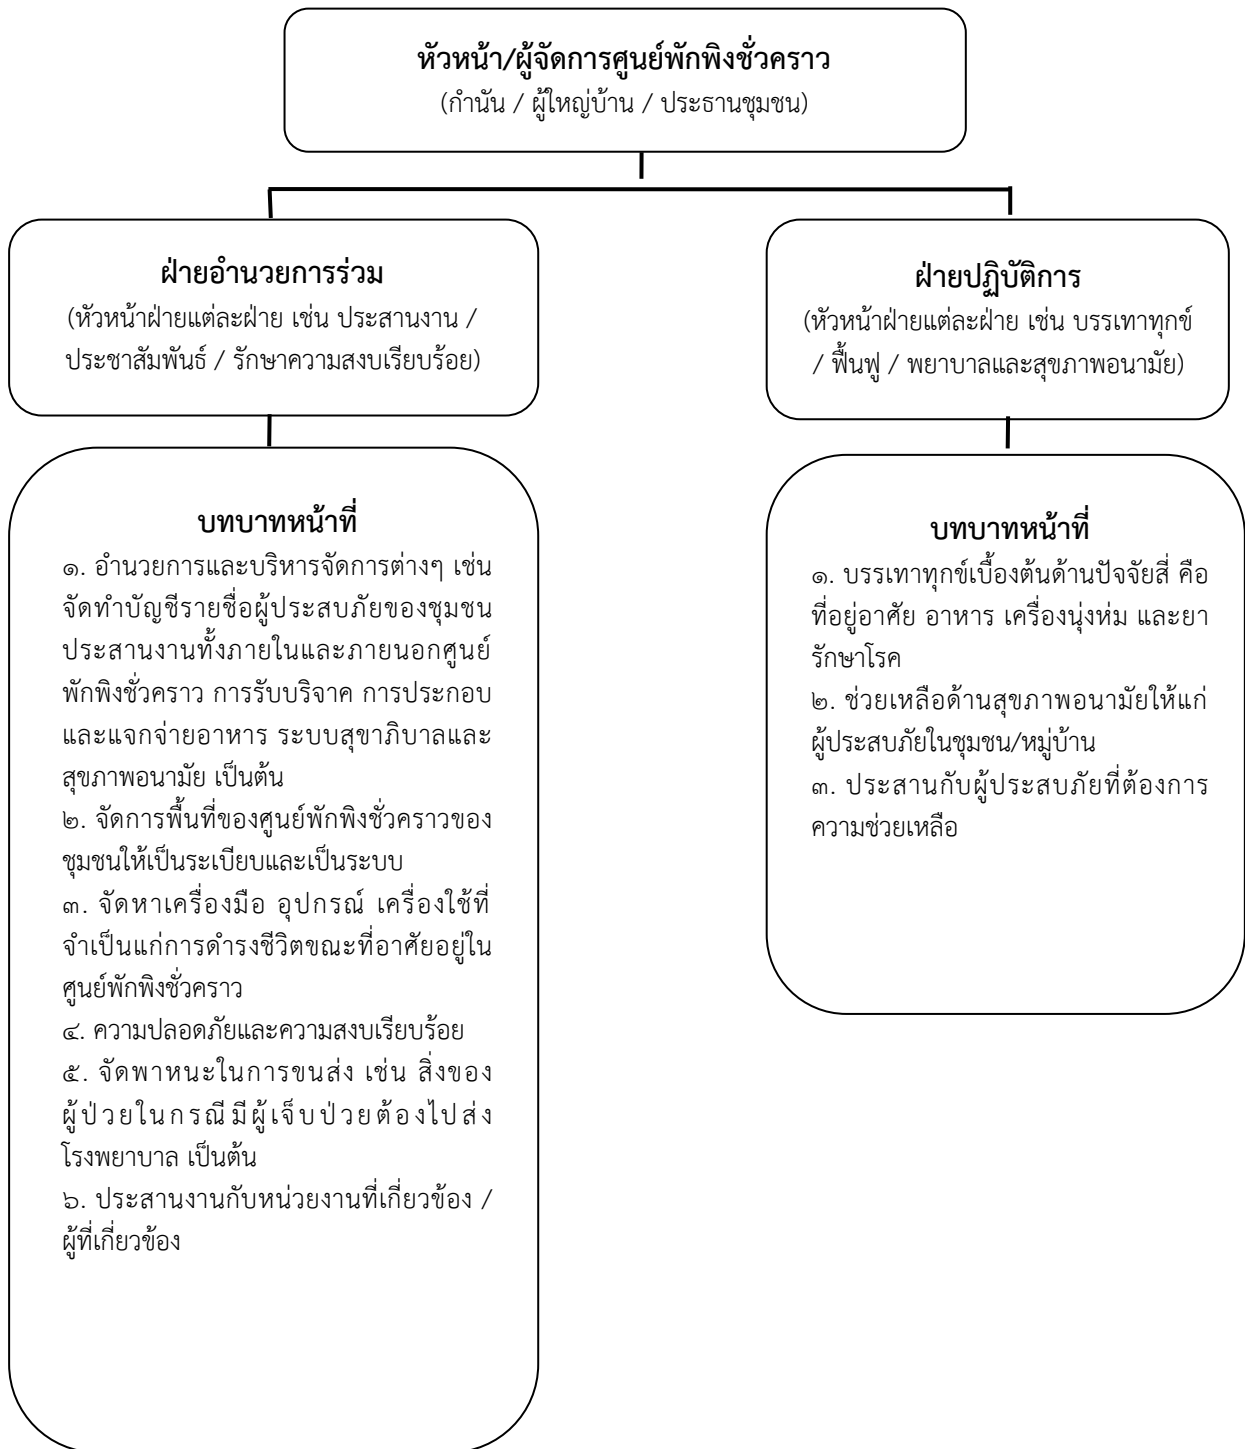 หัวหน้า/ผู้จัดการศูนย์พักพิงชั่วคราว
(กำนัน / ผู้ใหญ่บ้าน / ประธานชุมชน)
ฝ่ายอำนวยการร่วม
(หัวหน้าฝ่ายแต่ละฝ่าย เช่น ประสานงาน /
ประชาสัมพันธ์ / รักษาความสงบเรียบร้อย)
บทบาทหน้าที่
๑. อำนวยการและบริหารจัดการต่างๆ เช่น
จัดทำบัญชีรายชื่อผู้ประสบภัยของชุมชน
ประสานงานทั้งภายในและภายนอกศูนย์
พักพิงชั่วคราว การรับบริจาค การประกอบ
และแจกจ่ายอาหาร ระบบสุขาภิบาลและ
สุขภาพอนามัย เป็นต้น
๒. จัดการพื้นที่ของศูนย์พักพิงชั่วคราวของ
ชุมชนให้เป็นระเบียบและเป็นระบบ
๓. จัดหาเครื่องมือ อุปกรณ์ เครื่องใช้ที่
จำเป็นแก่การดำรงชีวิตขณะที่อาศัยอยู่ใน
ศูนย์พักพิงชั่วคราว
๔. ความปลอดภัยและความสงบเรียบร้อย
๕. จัดพาหนะในการขนส่ง เช่น สิ่งของ
ผู้ป่วยในกรณีมีผู้เจ็บป่วยต้องไปส่ง
โรงพยาบาล เป็นต้น
๖. ประสานงานกับหน่วยงานที่เกี่ยวข้อง /
ผู้ที่เกี่ยวข้อง
ฝ่ายปฏิบัติการ
(หัวหน้าฝ่ายแต่ละฝ่าย เช่น บรรเทาทุกข์
/ ฟื้นฟู / พยาบาลและสุขภาพอนามัย)
บทบาทหน้าที่
๑. บรรเทาทุกข์เบื้องต้นด้านปัจจัยสี่ คือ
ที่อยู่อาศัย อาหาร เครื่องนุ่งห่ม และยา
รักษาโรค
๒. ช่วยเหลือด้านสุขภาพอนามัยให้แก่
ผู้ประสบภัยในชุมชน/หมู่บ้าน
๓. ประสานกับผู้ประสบภัยที่ต้องการ
ความช่วยเหลือ